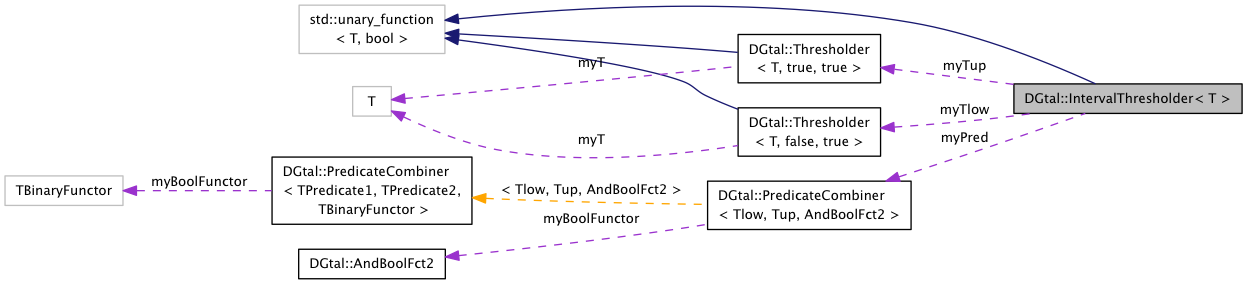 std::unary_function
< T, bool >
DGtal::Thresholder
< T, true, true >
myT
myTup
T
DGtal::IntervalThresholder< T >
DGtal::Thresholder
< T, false, true >
myTlow
myT
myPred
DGtal::PredicateCombiner
< TPredicate1, TPredicate2,
TBinaryFunctor >
myBoolFunctor
TBinaryFunctor
< Tlow, Tup, AndBoolFct2 >
DGtal::PredicateCombiner
< Tlow, Tup, AndBoolFct2 >
myBoolFunctor
DGtal::AndBoolFct2